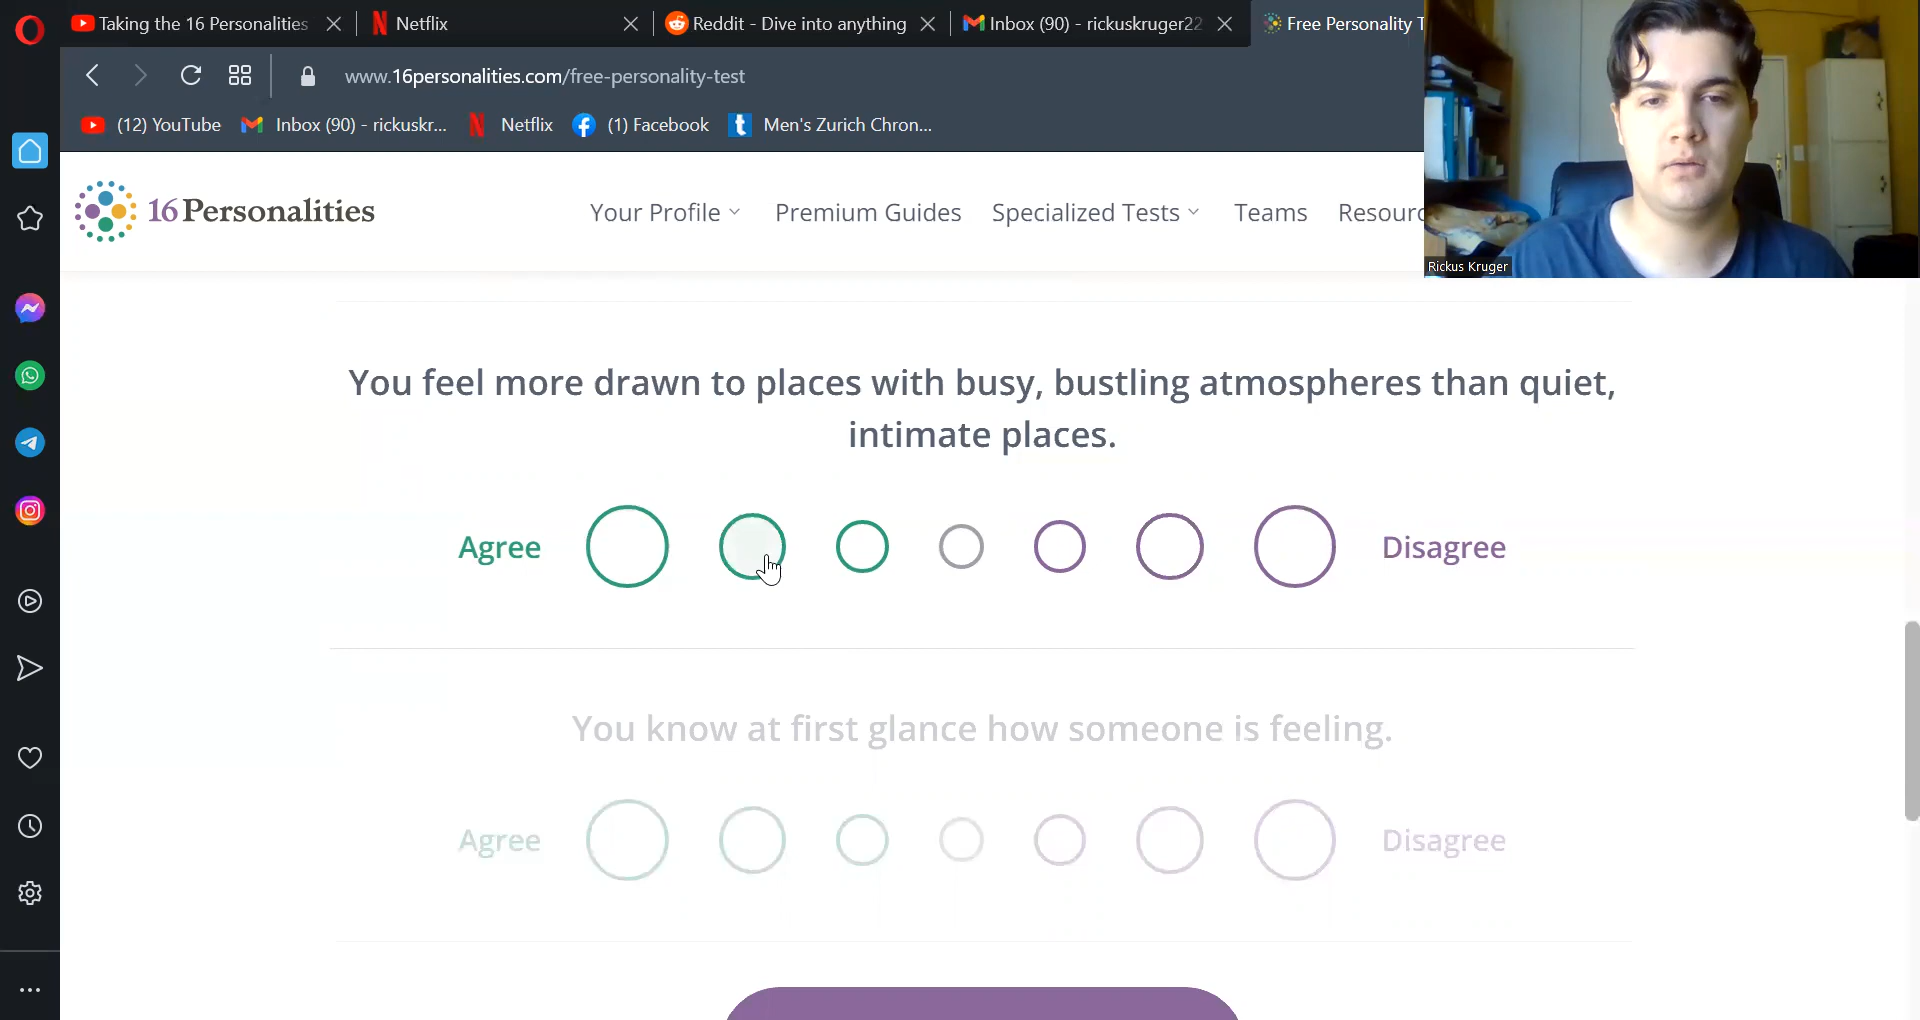 Taking the 16 Personalities
Netflix
Reddit - Dive into anything
Inbox (90) - rickuskruger22
Free Personality T
www.16personalities.com/free-personality-test
(12) YouTube
Inbox (90) - rickuskr...
Netflix
(1) Facebook
Men's Zurich Chron...
16Personalities
Your Profile
Premium Guides
Specialized Tests
Teams
Resourc
Rickus Kruger
You feel more drawn to places with busy, bustling atmospheres than quiet,
intimate places.
Agree
Disagree
You know at first glance how someone is feeling.
Agree
Disagree